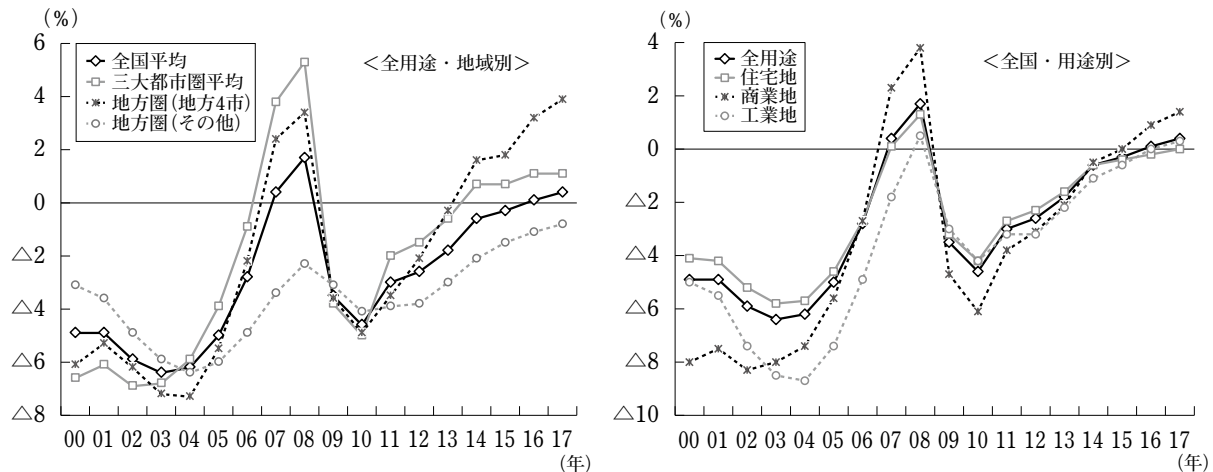 (%)
6
4
2
0
△2
△4
△6
△8
全国平均
三大都市圏平均
地方圏(地方4市)
地方圏(その他)
<全用途・地域別>
00 01 02 03 04 05 06 07 08 09 10 11 12 13 14 15 16 17
(年)
(%)
4
2
0
△2
△4
△6
△8
△10
全用途
住宅地
商業地
工業地
<全国・用途別>
00 01 02 03 04 05 06 07 08 09 10 11 12 13 14 15 16 17
(年)